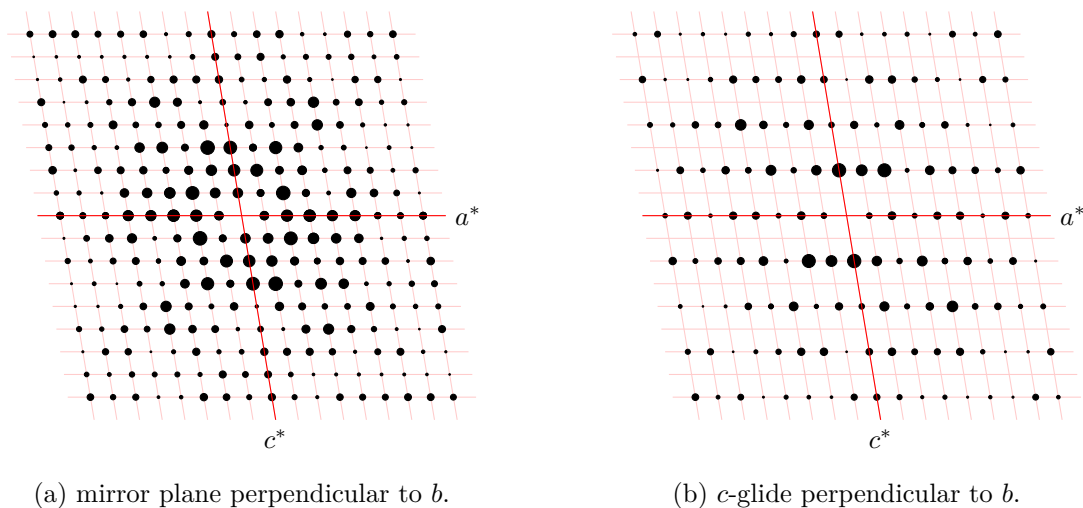 a*
c*
(a) mirror plane perpendicular to b.
a*
c*
(b) c-glide perpendicular to b.